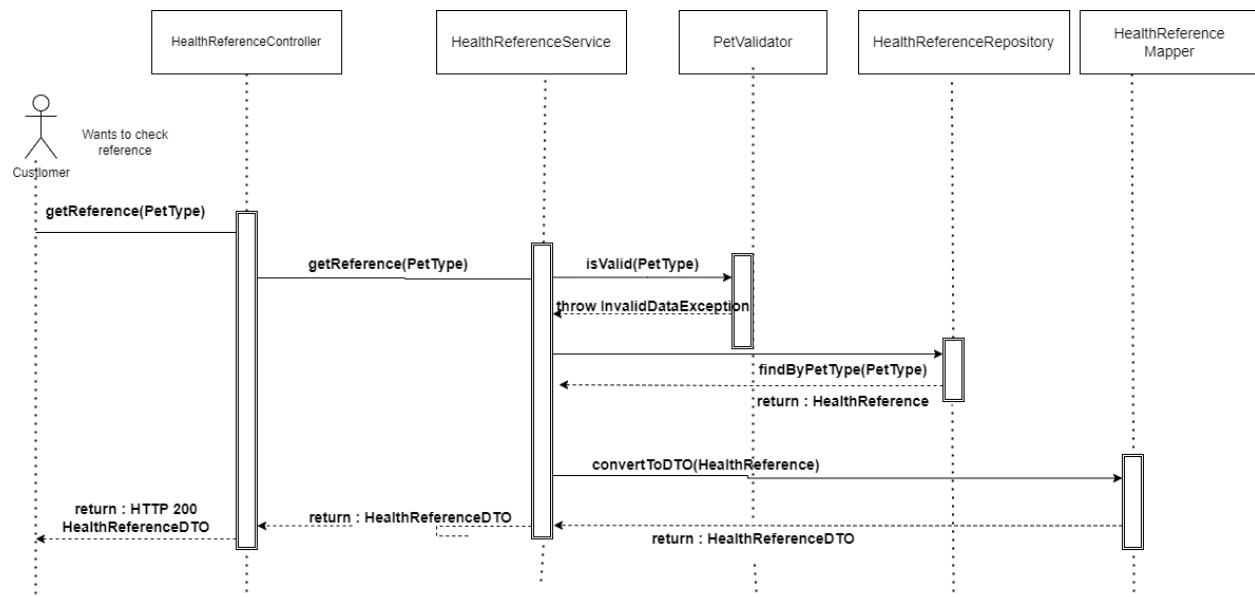 HealthReferenceController
HealthReferenceService
PetValidator
HealthReferenceRepository
HealthReference
Mapper
Wants to check
reference
Customer
getReference(PetType)
getReference(PetType)
isValid(PetType)
throw InvalidDataException
findByPetType(PetType)
return : HealthReference
convertToDTO(HealthReference)
return : HTTP 200
HealthReferenceDTO
return : HealthReferenceDTO
return : HealthReferenceDTO